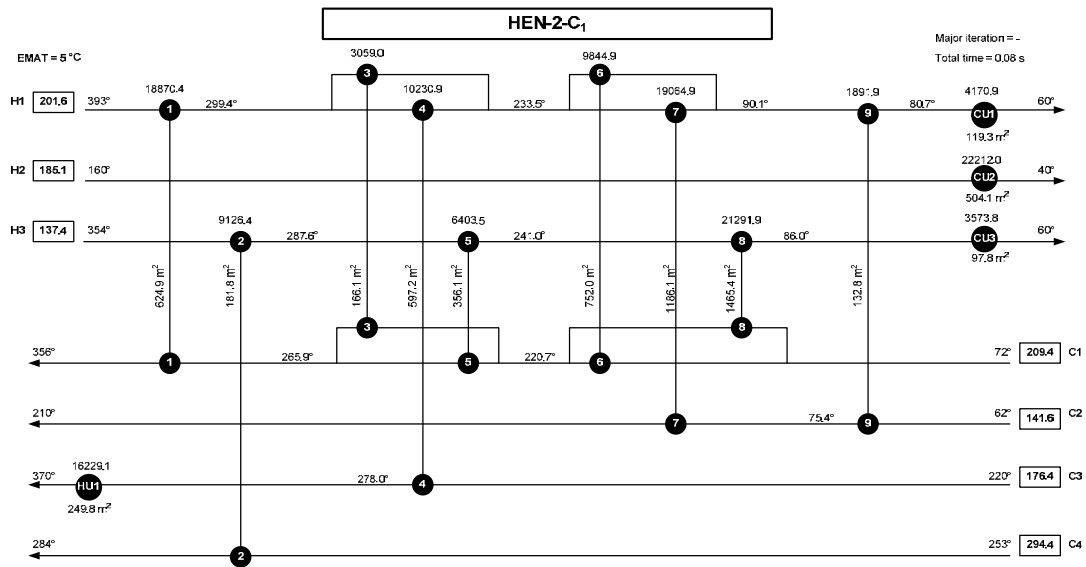 HEN-2-C1
EMAT = 5 °C
Major iteration = -
Total time = 0.08 s
3059.0
9844.9
18870.4
10230.9
19064.9
1891.9
4170.9
H1 201.6 393° 1 299.4° 3 4 233.5° 6 7 90.1° 9 80.7° CU1 60°
119.3 m²
22212.0
H2 185.1 160° CU2 40°
504.1 m²
9126.4
6403.5
21291.9
3573.8
H3 137.4 354° 2 287.6° 5 241.0° 8 86.0° CU3 60°
97.8 m²
624.9 m²
181.8 m²
166.1 m²
597.2 m²
356.1 m²
752.0 m²
1186.1 m²
1465.4 m²
132.8 m²
3
8
356° 1 265.9° 5 220.7° 6 72° 209.4 C1
210° 7 75.4° 9 62° 141.6 C2
16229.1
370° HU1 278.0° 4 220° 176.4 C3
249.8 m²
284° 2 253° 294.4 C4